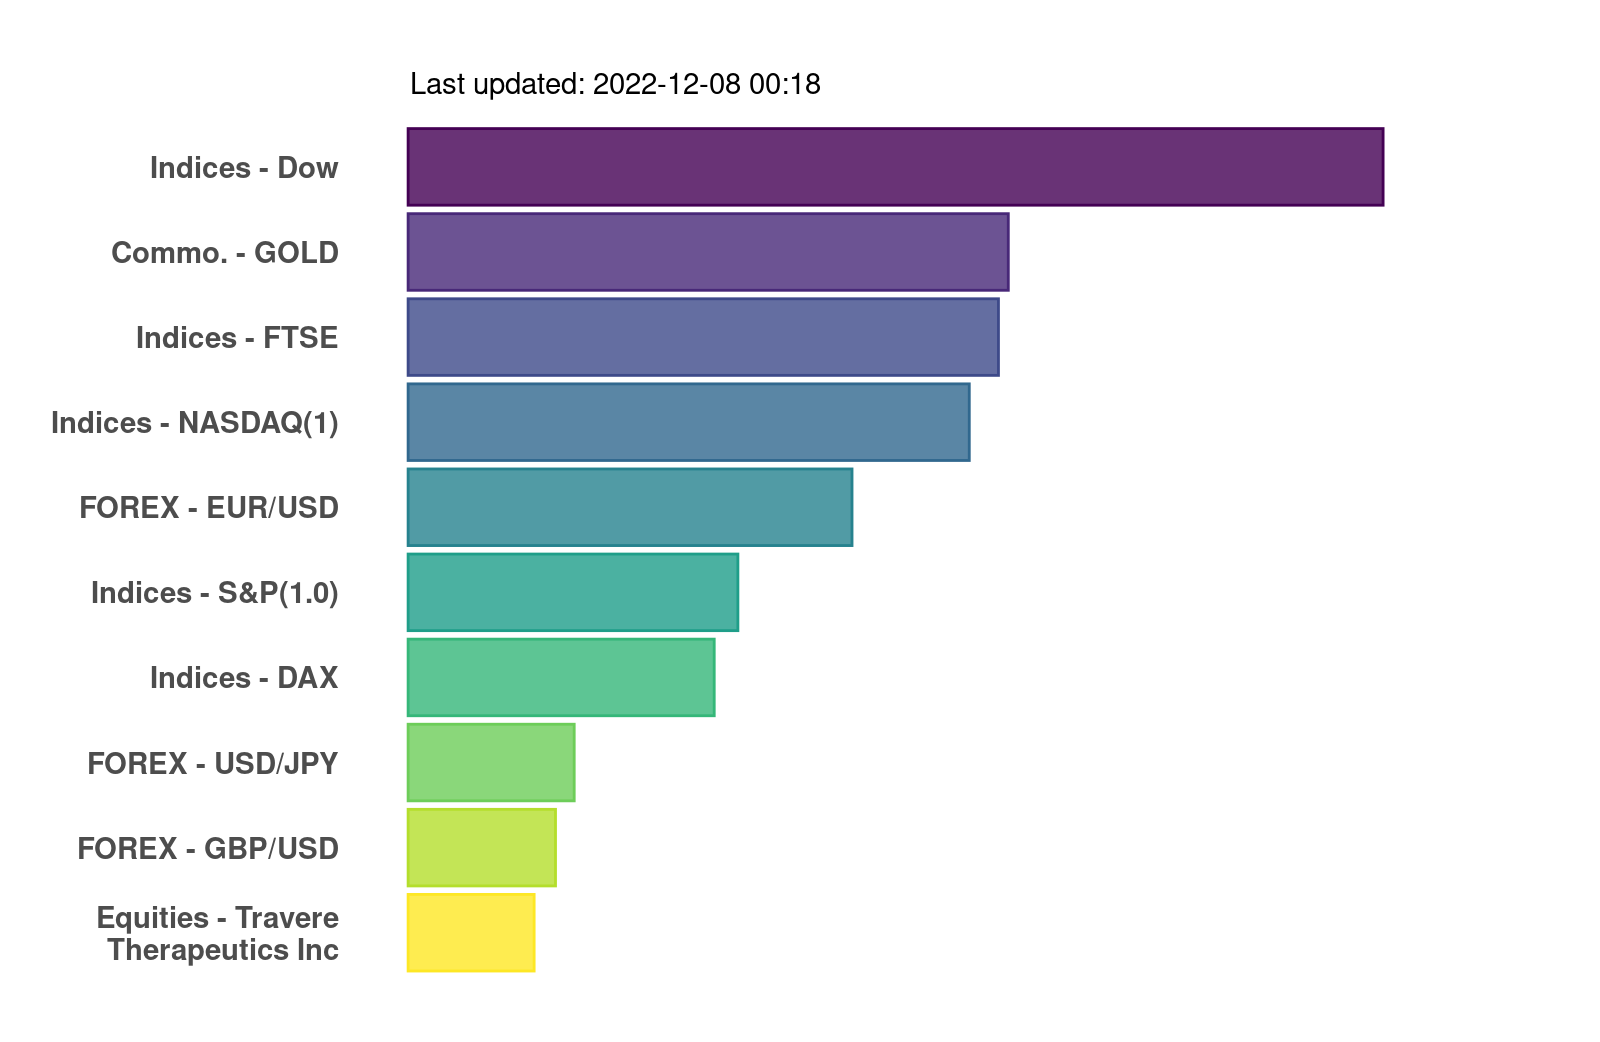 Last updated: 2022-12-08 00:18
Indices - Dow
Commo. - GOLD
Indices - FTSE
Indices - NASDAQ(1)
FOREX - EUR/USD
Indices - S&P(1.0)
Indices - DAX
FOREX - USD/JPY
FOREX - GBP/USD
Equities - Travere
Therapeutics Inc